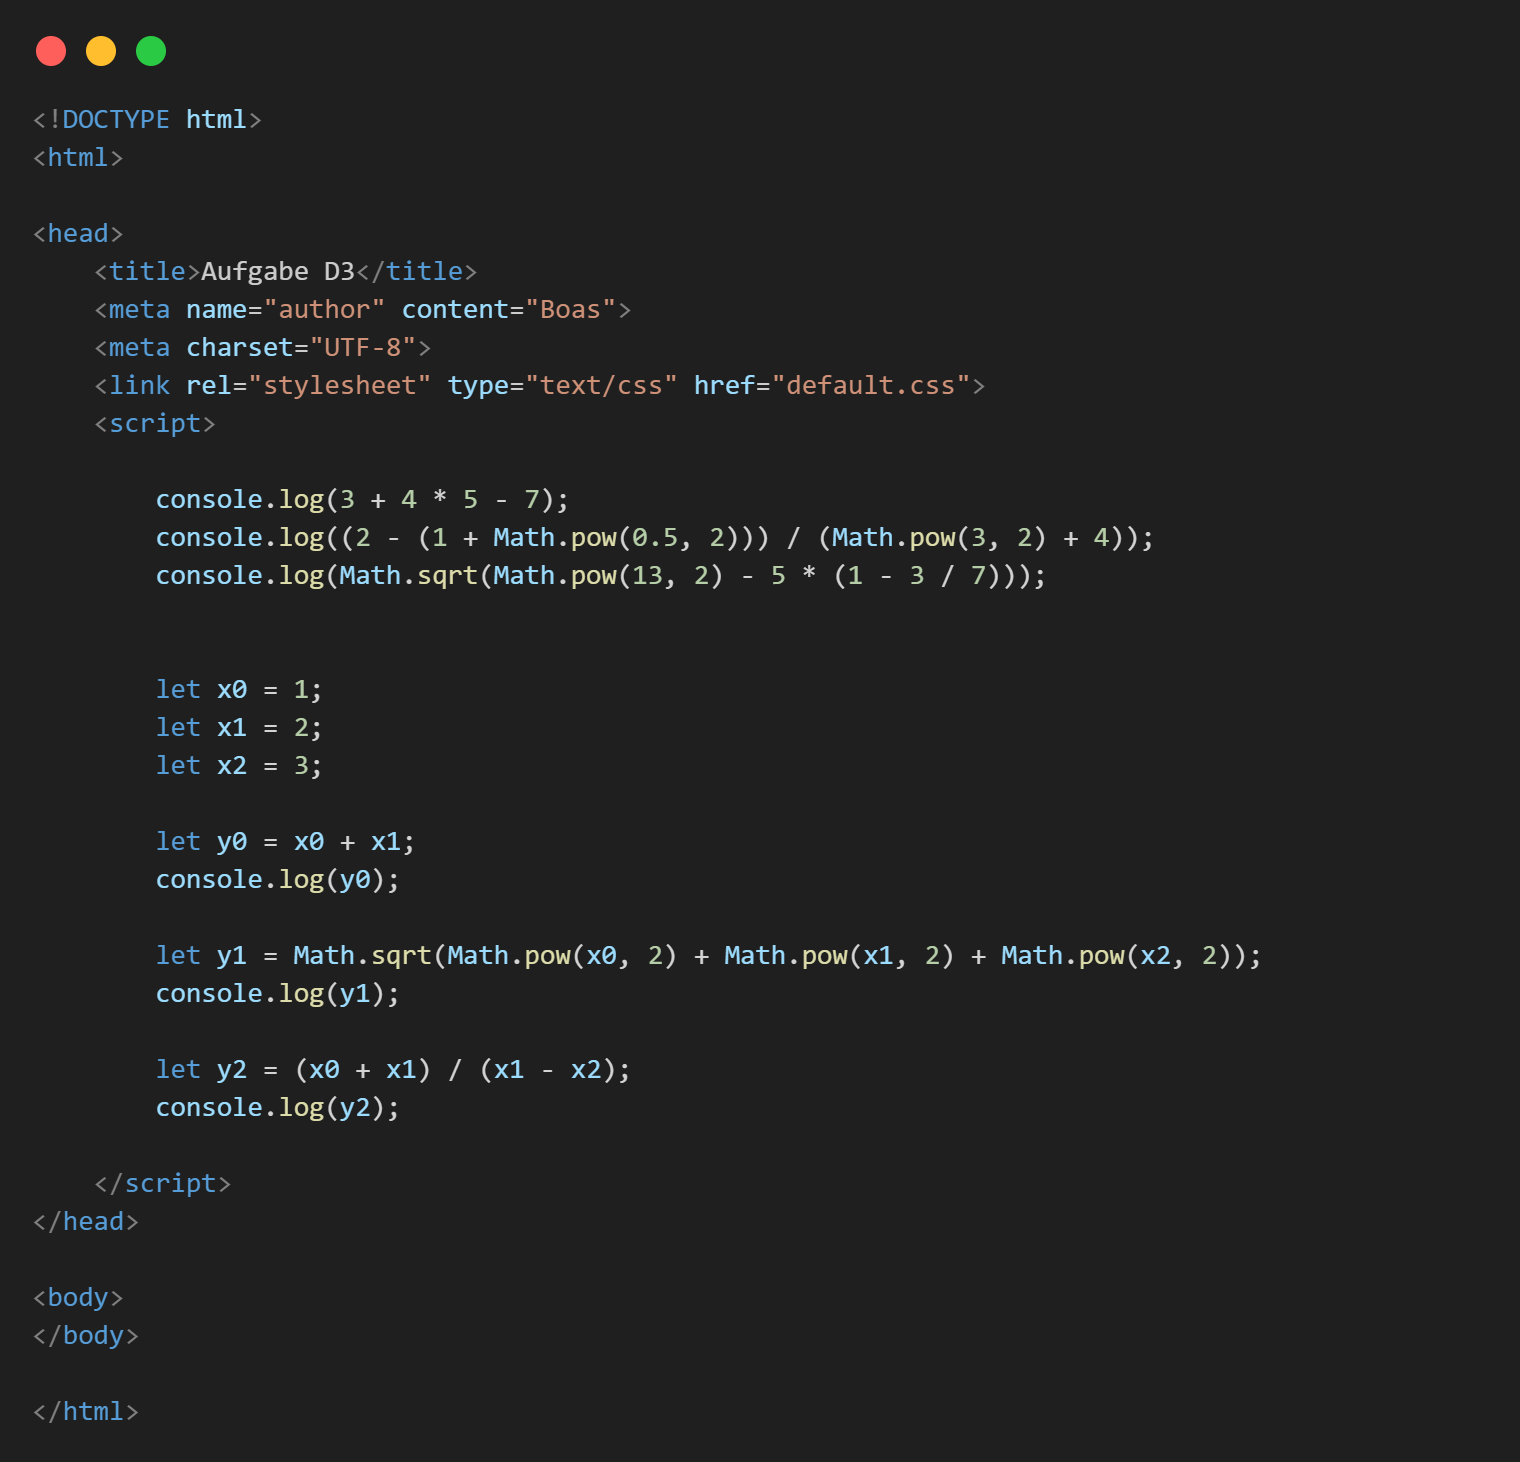 <!DOCTYPE html>
<html>
<head>
    <title>Aufgabe D3</title>
    <meta name="author" content="Boas">
    <meta charset="UTF-8">
    <link rel="stylesheet" type="text/css" href="default.css">
    <script>
        console.log(3 + 4 * 5 - 7);
        console.log((2 - (1 + Math.pow(0.5, 2))) / (Math.pow(3, 2) + 4));
        console.log(Math.sqrt(Math.pow(13, 2) - 5 * (1 - 3 / 7)));
        let x0 = 1;
        let x1 = 2;
        let x2 = 3;
        let y0 = x0 + x1;
        console.log(y0);
        let y1 = Math.sqrt(Math.pow(x0, 2) + Math.pow(x1, 2) + Math.pow(x2, 2));
        console.log(y1);
        let y2 = (x0 + x1) / (x1 - x2);
        console.log(y2);
    </script>
</head>
<body>
</body>
</html>